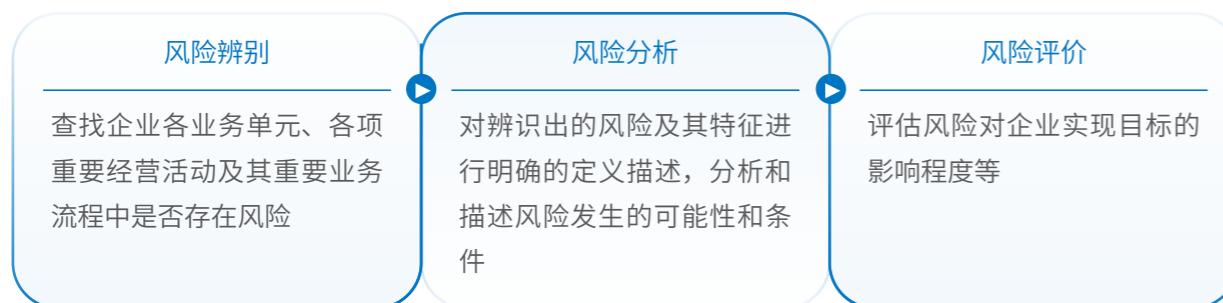 风险辨别
查找企业各业务单元、各项
重要经营活动及其重要业务
流程中是否存在风险
风险分析
对辨识出的风险及其特征进
行明确的定义描述，分析和
描述风险发生的可能性和条
件
风险评价
评估风险对企业实现目标的
影响程度等